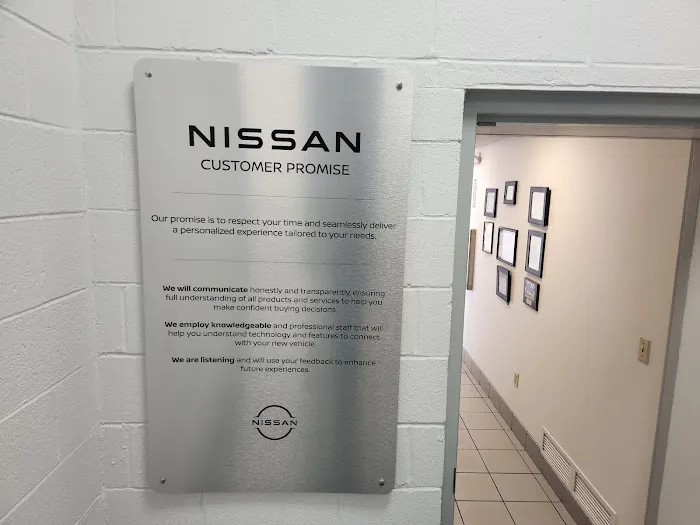 NISSAN
CUSTOMER PROMISE
Our promise is to respect your time and seamlessly deliver
a personalized experience tailored to your needs.
We will communicate honestly and transparently, ensuring
full understanding of all products and services to help you
make confident buying decisions.
We employ knowledgeable and professional staff that will
help you understand technology and features to connect
with your new vehicle.
We are listening and will use your feedback to enhance
future experiences.
NISSAN